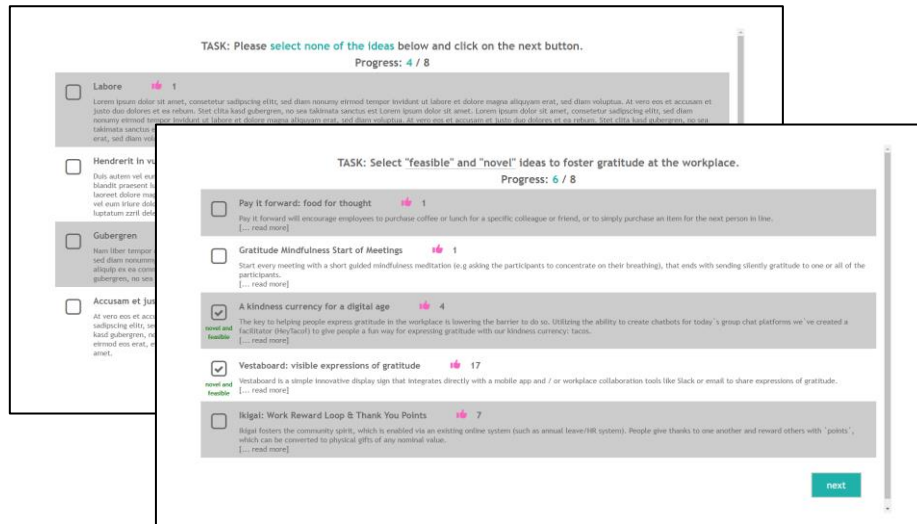 TASK: Please select none of the ideas below and click on the next button.
Progress: 4 / 8
Labore 1
Lorem ipsum dolor sit amet, consetetur sadipscing elitr, sed diam nonumy eirmod tempor invidunt ut labore et dolore magna aliquyam erat, sed diam voluptua. At vero eos et accusam et
justo duo dolores et ea rebum. Stet clita kasd gubergren, no sea takimata sanctus est Lorem ipsum dolor sit amet. Lorem ipsum dolor sit amet, consetetur sadipscing elitr, sed diam
nonumy eirmod tempor invidunt ut labore et dolore magna aliquyam erat, sed diam voluptua. At vero eos et accusam et justo duo dolores et ea rebum. Stet clita kasd gubergren, no sea
takimata sanctus e
erat, sed diam vol
Hendrerit in vu
Duis autem vel eu
blandit praesent lu
laoreet dolore mag
vel eum iriure dolo
luptatum zzril dele
Gubergren
Nam liber tempor
sed diam nonumm
aliquip ex ea comm
gubergren, no sea
Accusam et jus
At vero eos et acc
sadipscing elitr, se
kasd gubergren, no
eirmod eos erat, e
amet.
TASK: Select "feasible" and "novel" ideas to foster gratitude at the workplace.
Progress: 6 / 8
Pay it forward: food for thought 1
Pay it forward will encourage employees to purchase coffee or lunch for a specific colleague or friend, or to simply purchase an item for the next person in line.
[... read more]
Gratitude Mindfulness Start of Meetings 1
Start every meeting with a short guided mindfulness meditation (e.g asking the participants to concentrate on their breathing), that ends with sending silently gratitude to one or all of the
participants.
[... read more]
A kindness currency for a digital age 4
novel and
feasible
The key to helping people express gratitude in the workplace is lowering the barrier to do so. Utilizing the ability to create chatbots for today`s group chat platforms we`ve created a
facilitator (HeyTaco!) to give people a fun way for expressing gratitude with our kindness currency: tacos.
Vestaboard: visible expressions of gratitude 17
novel and
feasible
Vestaboard is a simple innovative display sign that integrates directly with a mobile app and / or workplace collaboration tools like Slack or email to share expressions of gratitude.
[... read more]
Ikigai: Work Reward Loop & Thank You Points 7
Ikigai fosters the community spirit, which is enabled via an existing online system (such as annual leave/HR system). People give thanks to one another and reward others with `points`,
which can be converted to physical gifts of any nominal value.
[... read more]
next